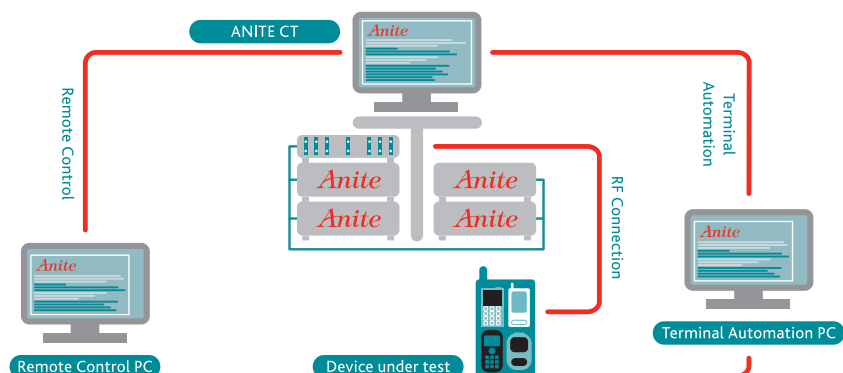 ANITE CT
Anite
Remote Control
Terminal
Automation
Anite
Anite
Anite
Anite
RF Connection
Anite
Anite
Terminal Automation PC
Remote Control PC
Device under test